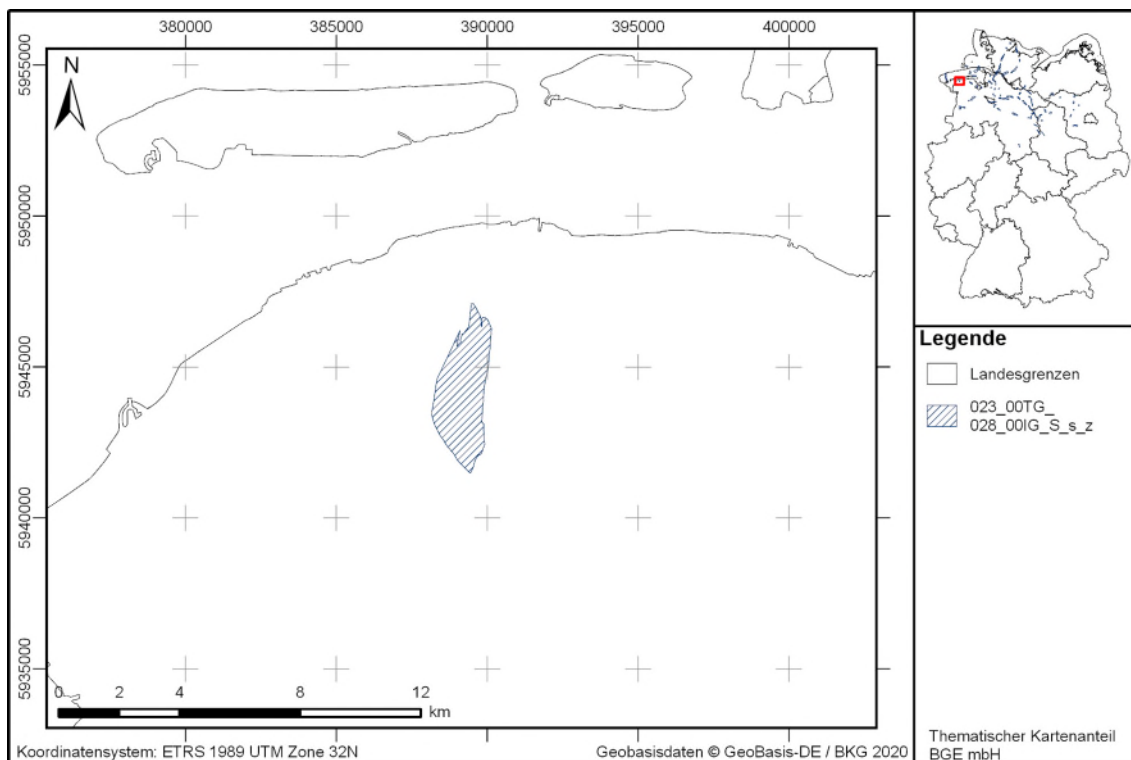 380000 385000 390000 395000 400000
5955000
5950000
5945000
5940000
5935000
N
0 2 4 8 12
km
Koordinatensystem: ETRS 1989 UTM Zone 32N
Geobasisdaten © GeoBasis-DE / BKG 2020
Legende
Landesgrenzen
023_00TG_
028_00IG_S_s_z
Thematischer Kartenanteil
BGE mbH